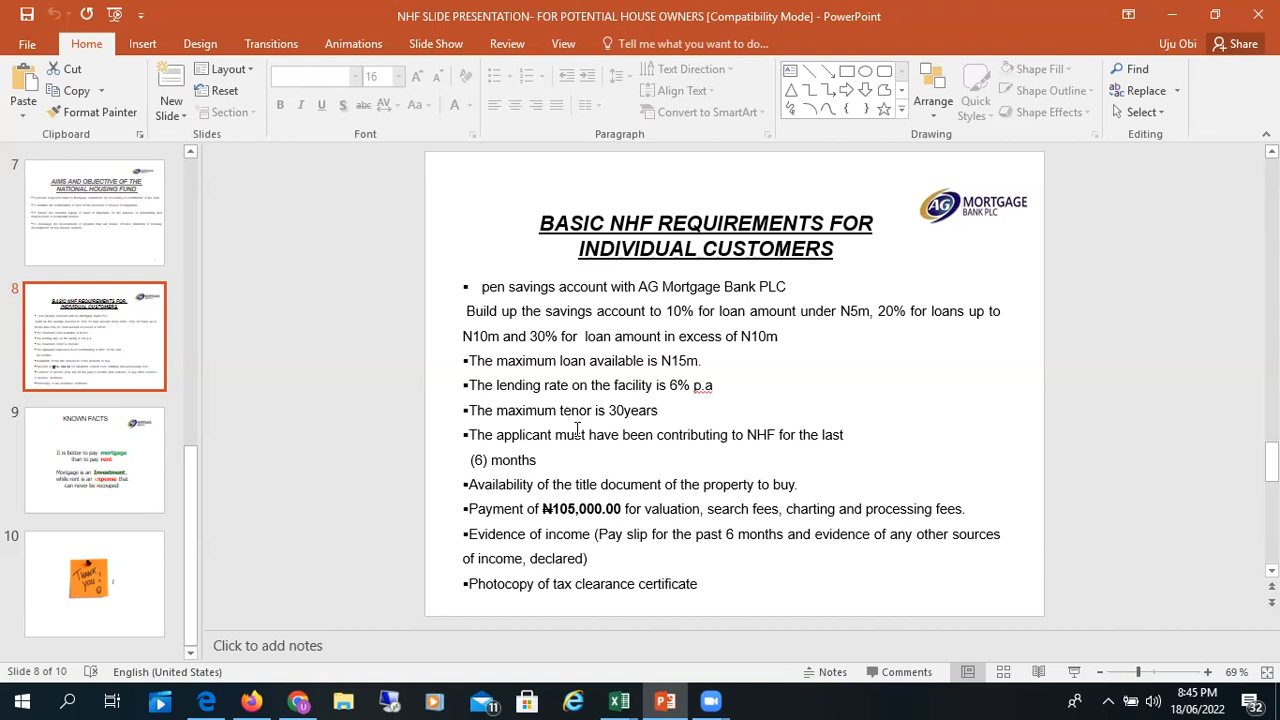 NHF SLIDE PRESENTATION- FOR POTENTIAL HOUSE OWNERS [Compatibility Mode] - PowerPoint
File Home Insert Design Transitions Animations Slide Show Review View Tell me what you want to do... Uju Obi Share
Paste
Cut
Copy
Format Painter
Clipboard
New Slide
Layout
Reset
Section
Slides
16
B I U S abc AV Aa A
Font
Text Direction
Align Text
Convert to SmartArt
Paragraph
Arrange
Quick Styles
Shape Fill
Shape Outline
Shape Effects
Drawing
Find
Replace
Select
Editing
7
AIMS AND OBJECTIVE OF THE
NATIONAL HOUSING FUND
8
BASIC NHF REQUIREMENTS FOR
INDIVIDUAL CUSTOMERS
9
KNOWN FACTS
It is better to pay mortgage
than to pay rent
Mortgage is an Investment,
while rent is an expense that
can never be recouped
10
THANK
YOU !
AG MORTGAGE
BANK PLC
BASIC NHF REQUIREMENTS FOR
INDIVIDUAL CUSTOMERS
▪ pen savings account with AG Mortgage Bank PLC
Build up the savings account to 10% for loan amount under N5m, 20% for loans up to
N10m and 30% for loan amount in excess of N10m
▪The maximum loan available is N15m.
▪The lending rate on the facility is 6% p.a
▪The maximum tenor is 30years
▪The applicant must have been contributing to NHF for the last
(6) months
▪Availability of the title document of the property to buy.
▪Payment of ₦105,000.00 for valuation, search fees, charting and processing fees.
▪Evidence of income (Pay slip for the past 6 months and evidence of any other sources
of income, declared)
▪Photocopy of tax clearance certificate
Click to add notes
Slide 8 of 10 English (United States) Notes Comments 69 %
11
8:45 PM
18/06/2022
32